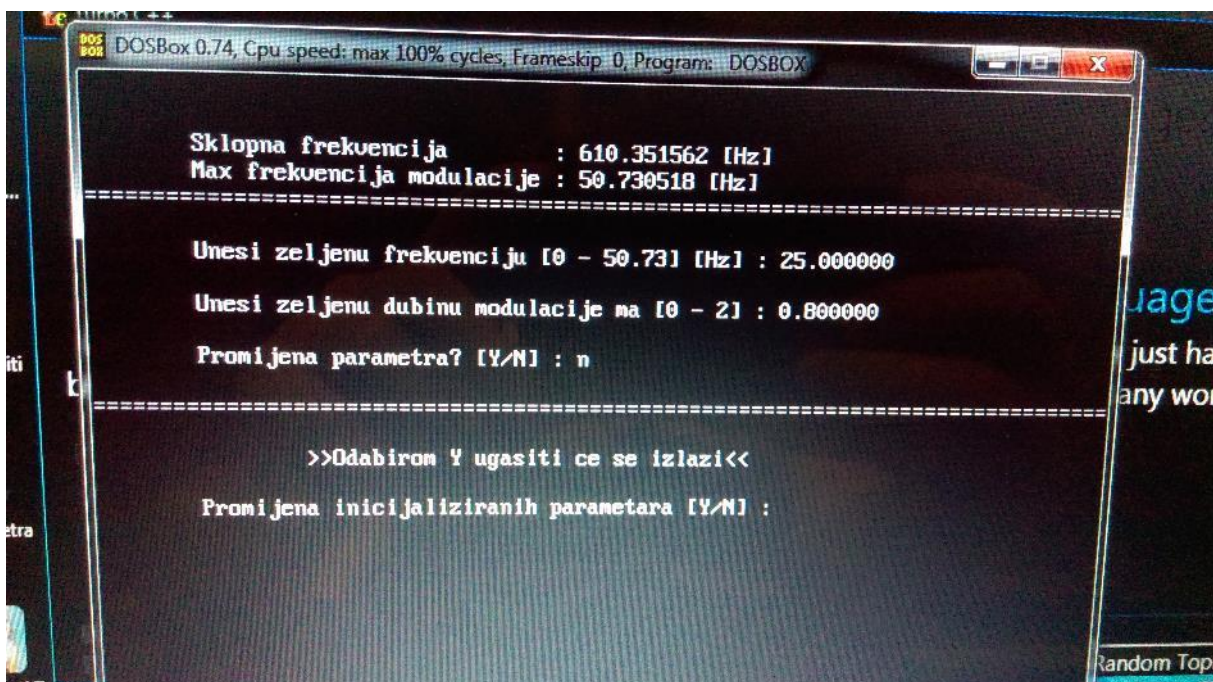 Turbo C++
DOSBox 0.74, Cpu speed: max 100% cycles, Frameskip 0, Program: DOSBOX
Sklopna frekvencija : 610.351562 [Hz]
Max frekvencija modulacije : 50.730518 [Hz]
Unesi zeljenu frekvenciju [0 - 50.73] [Hz] : 25.000000
Unesi zeljenu dubinu modulacije ma [0 - 2] : 0.800000
Promijena parametra? [Y/N] : n
>>Odabirom Y ugasiti ce se izlazi<<
Promijena inicijaliziranih parametara [Y/N] :
uage
just ha
any wor
iti
etra
Random Top